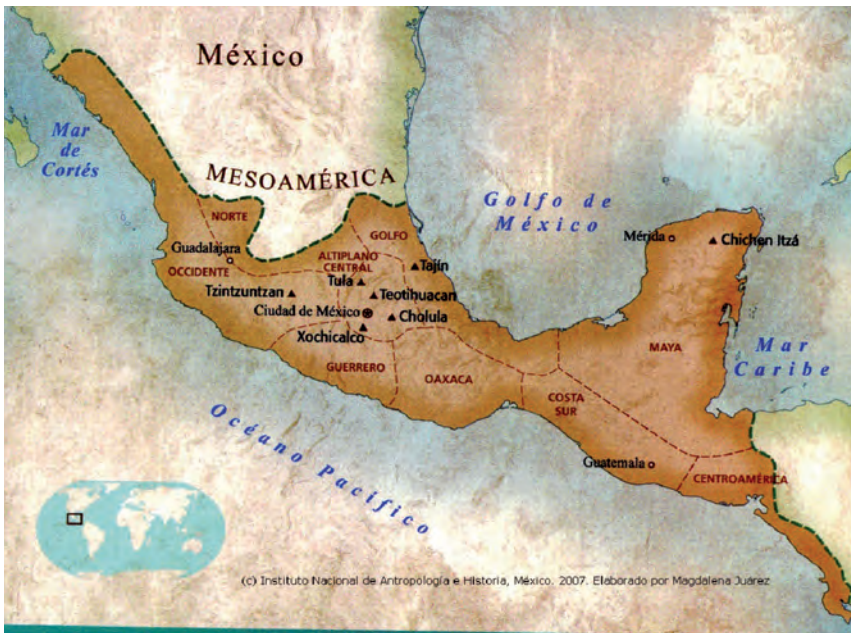 México
Mar
de
Cortés
MESOAMÉRICA
Golfo de
México
NORTE
GOLFO
Guadalajara
OCCIDENTE
ALTIPLANO
CENTRAL
Tajín
Mérida
Chichen Itzá
Tula
Tzintzuntzan
Teotihuacan
Ciudad de México
Cholula
Xochicalco
MAYA
Mar
Caribe
GUERRERO
OAXACA
COSTA
SUR
Océano Pacífico
Guatemala
CENTROAMÉRICA
(c) Instituto Nacional de Antropología e Historia, México. 2007. Elaborado por Magdalena Juárez